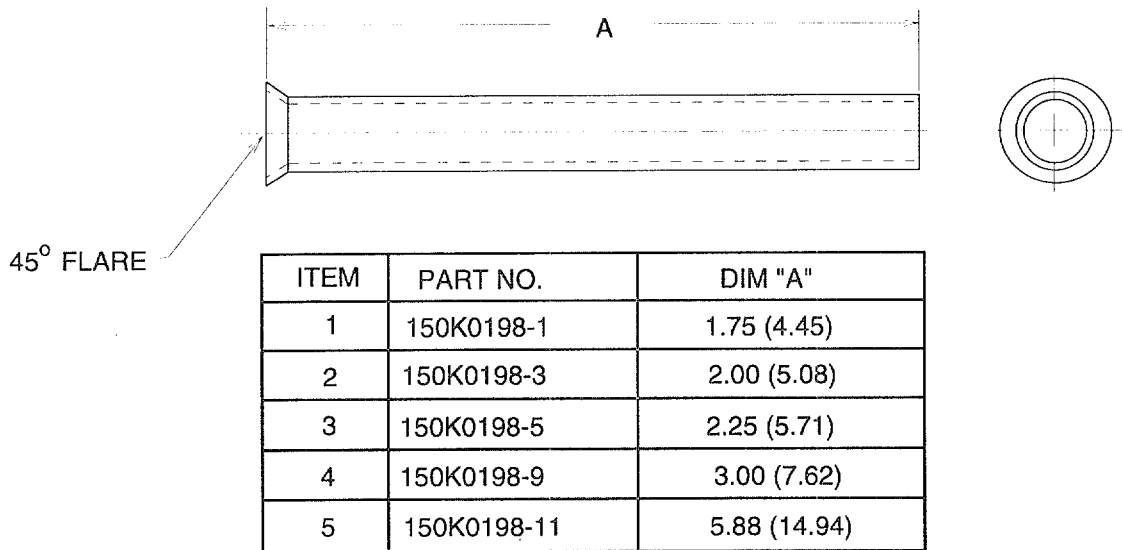 A
45° FLARE
ITEM PART NO. DIM "A"
1 150K0198-1 1.75 (4.45)
2 150K0198-3 2.00 (5.08)
3 150K0198-5 2.25 (5.71)
4 150K0198-9 3.00 (7.62)
5 150K0198-11 5.88 (14.94)